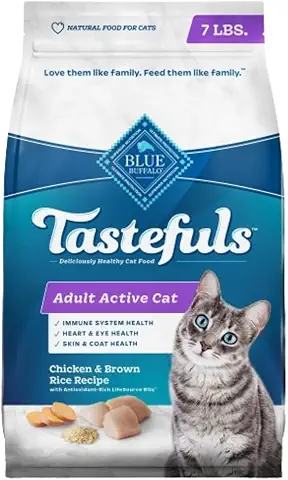 NATURAL FOOD FOR CATS
7 LBS.
Love them like family. Feed them like family.™
BLUE
BUFFALO
Tastefuls™
Deliciously Healthy Cat Food
Adult Active Cat
✓ IMMUNE SYSTEM HEALTH
✓ HEART & EYE HEALTH
✓ SKIN & COAT HEALTH
Chicken & Brown
Rice Recipe
with Antioxidant-Rich LifeSource Bits™